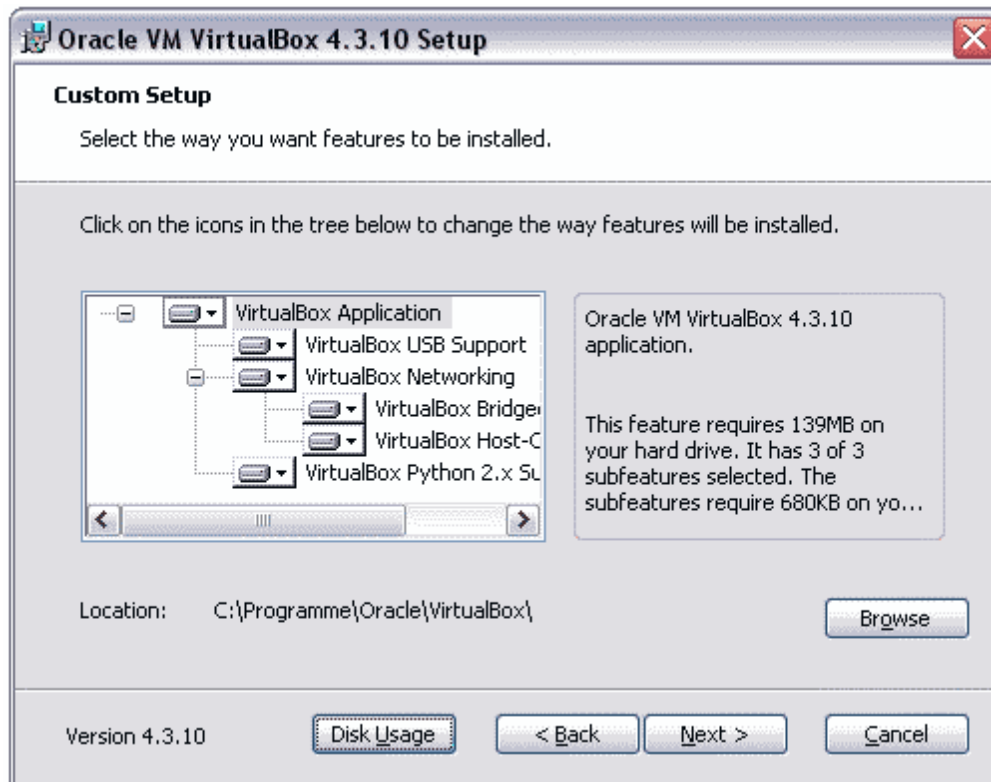 Oracle VM VirtualBox 4.3.10 Setup
Custom Setup
Select the way you want features to be installed.
Click on the icons in the tree below to change the way features will be installed.
VirtualBox Application
VirtualBox USB Support
VirtualBox Networking
VirtualBox Bridge
VirtualBox Host-C
VirtualBox Python 2.x Su
Oracle VM VirtualBox 4.3.10
application.
This feature requires 139MB on
your hard drive. It has 3 of 3
subfeatures selected. The
subfeatures require 680KB on yo...
Location: C:\Programme\Oracle\VirtualBox\
Browse
Version 4.3.10 Disk Usage < Back Next > Cancel